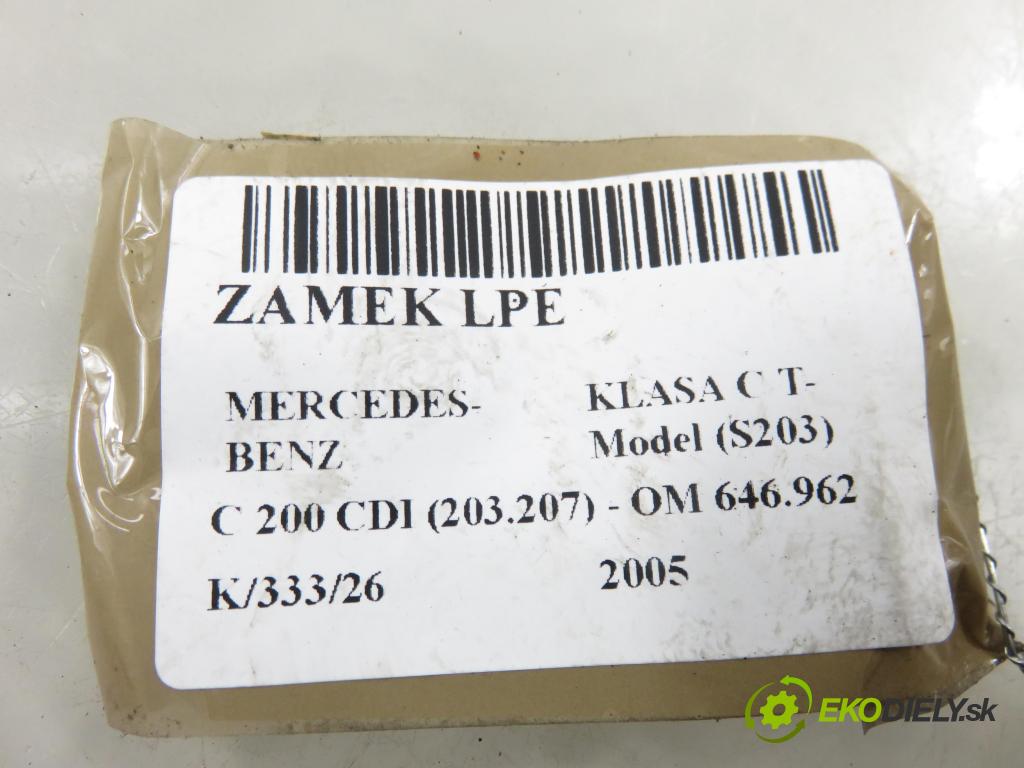 ZAMEK LPE
MERCEDES-
BENZ
KLASA C T-
Model (S203)
C 200 CDI (203.207) - OM 646.962
K/333/26
2005
EKODIELY.sk